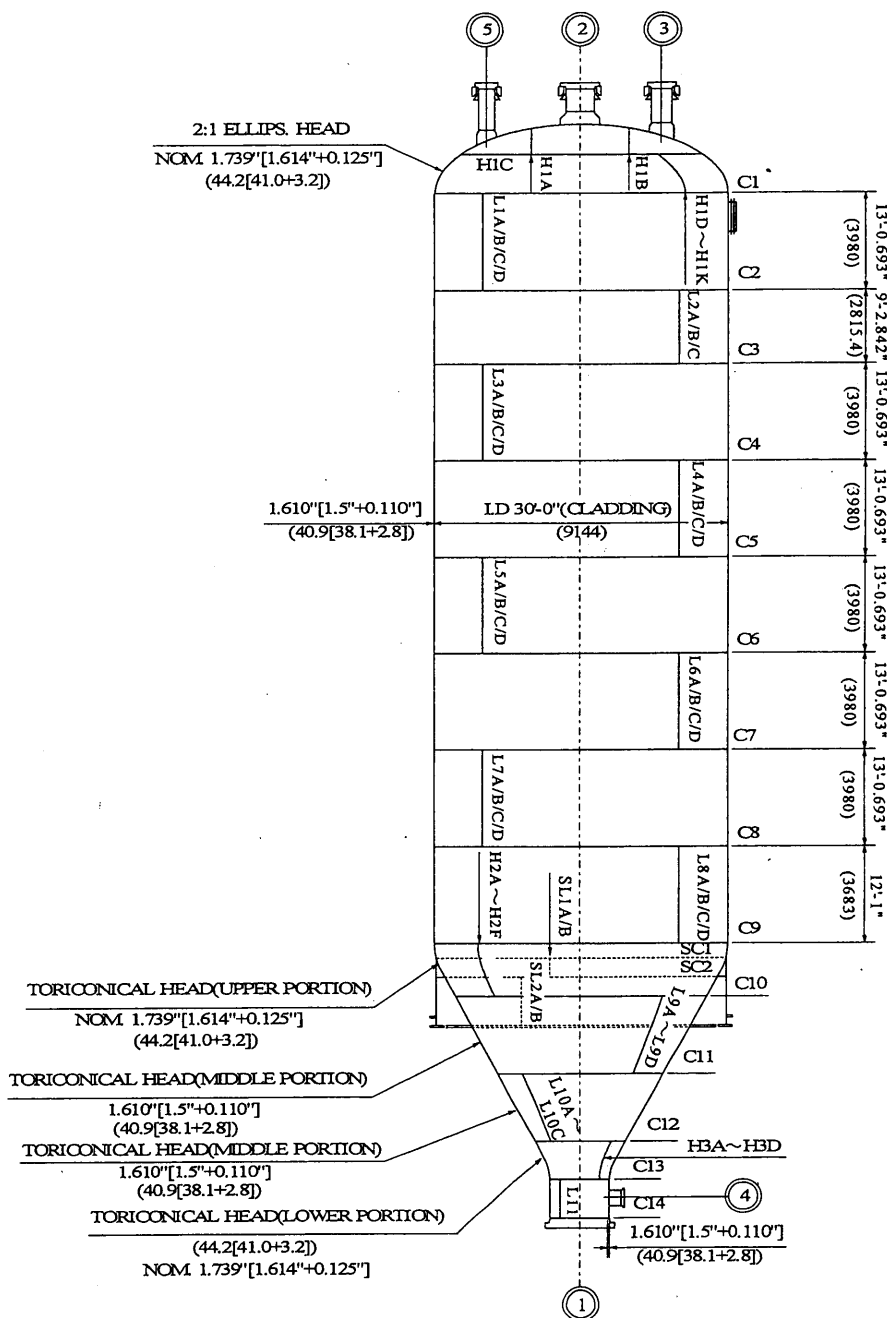 5
2
3
2:1 ELLIPS. HEAD
NOM. 1.739"[1.614"+0.125"]
(44.2[41.0+3.2])
H1C
H1A
H1B
C1
L1A/B/C/D
H1D~H1K
13'-0.693"
(3980)
C2
L2A/B/C
9'-2.842"
(2815.4)
C3
L3A/B/C/D
13'-0.693"
(3980)
C4
1.610"[1.5"+0.110"]
(40.9[38.1+2.8])
I.D 30'-0"(CLADDING)
(9144)
L4A/B/C/D
13'-0.693"
(3980)
C5
L5A/B/C/D
13'-0.693"
(3980)
C6
L6A/B/C/D
13'-0.693"
(3980)
C7
L7A/B/C/D
13'-0.693"
(3980)
C8
H2A~H2F
SL1A/B
L8A/B/C/D
12'-1"
(3683)
C9
SC1
SC2
TORICONICAL HEAD(UPPER PORTION)
NOM. 1.739"[1.614"+0.125"]
(44.2[41.0+3.2])
SL2A/B
C10
L9A~L9D
C11
TORICONICAL HEAD(MIDDLE PORTION)
1.610"[1.5"+0.110"]
(40.9[38.1+2.8])
L10A~
L10C
C12
TORICONICAL HEAD(MIDDLE PORTION)
1.610"[1.5"+0.110"]
(40.9[38.1+2.8])
H3A~H3D
C13
L11
4
C14
TORICONICAL HEAD(LOWER PORTION)
(44.2[41.0+3.2])
NOM. 1.739"[1.614"+0.125"]
1.610"[1.5"+0.110"]
(40.9[38.1+2.8])
1